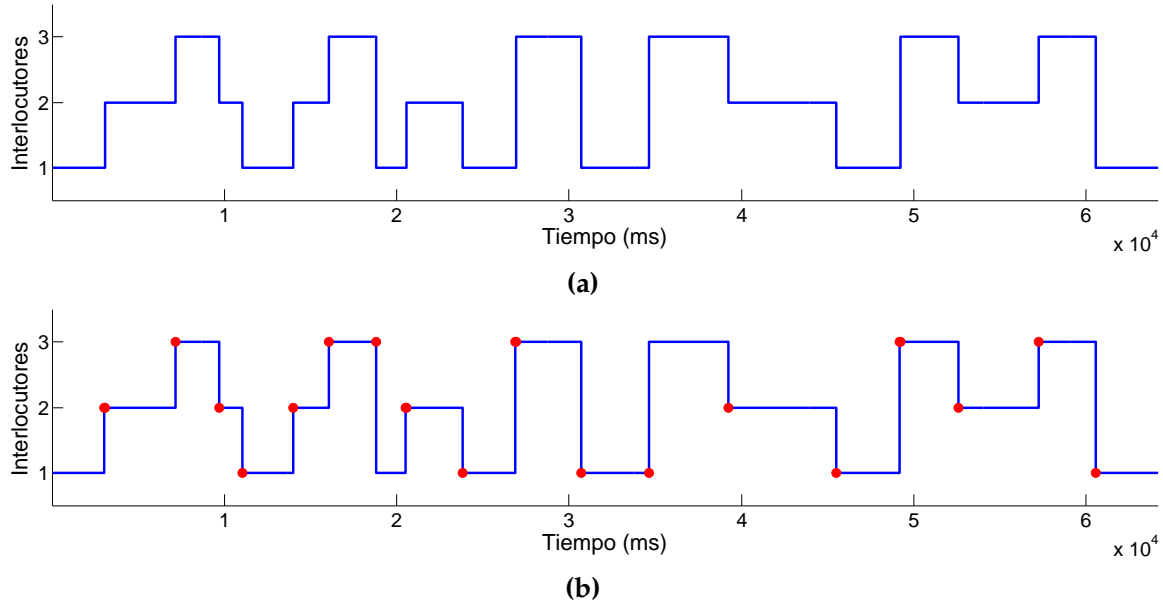 Interlocutores
3
2
1
1 2 3 4 5 6
Tiempo (ms)
x 10^4
(a)
Interlocutores
3
2
1
1 2 3 4 5 6
Tiempo (ms)
x 10^4
(b)